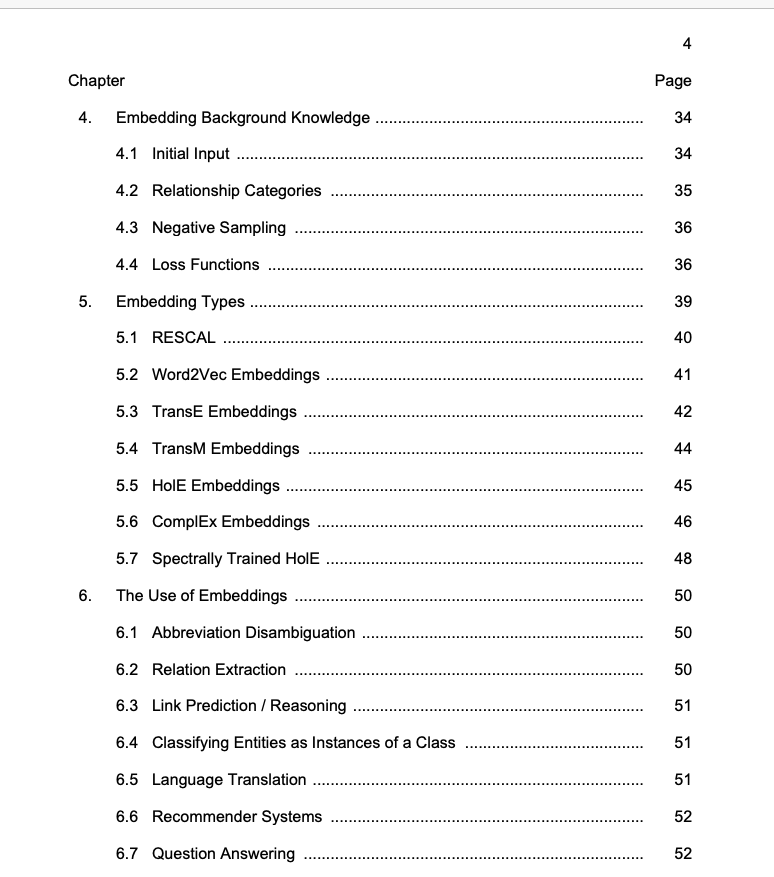 4
Chapter Page
4. Embedding Background Knowledge ............................................................ 34
4.1 Initial Input ........................................................................................... 34
4.2 Relationship Categories ...................................................................... 35
4.3 Negative Sampling .............................................................................. 36
4.4 Loss Functions .................................................................................... 36
5. Embedding Types ........................................................................................ 39
5.1 RESCAL .............................................................................................. 40
5.2 Word2Vec Embeddings ....................................................................... 41
5.3 TransE Embeddings ............................................................................ 42
5.4 TransM Embeddings ........................................................................... 44
5.5 HolE Embeddings ................................................................................ 45
5.6 ComplEx Embeddings ......................................................................... 46
5.7 Spectrally Trained HolE ....................................................................... 48
6. The Use of Embeddings .............................................................................. 50
6.1 Abbreviation Disambiguation ............................................................... 50
6.2 Relation Extraction .............................................................................. 50
6.3 Link Prediction / Reasoning ................................................................. 51
6.4 Classifying Entities as Instances of a Class ........................................ 51
6.5 Language Translation .......................................................................... 51
6.6 Recommender Systems ...................................................................... 52
6.7 Question Answering ............................................................................ 52